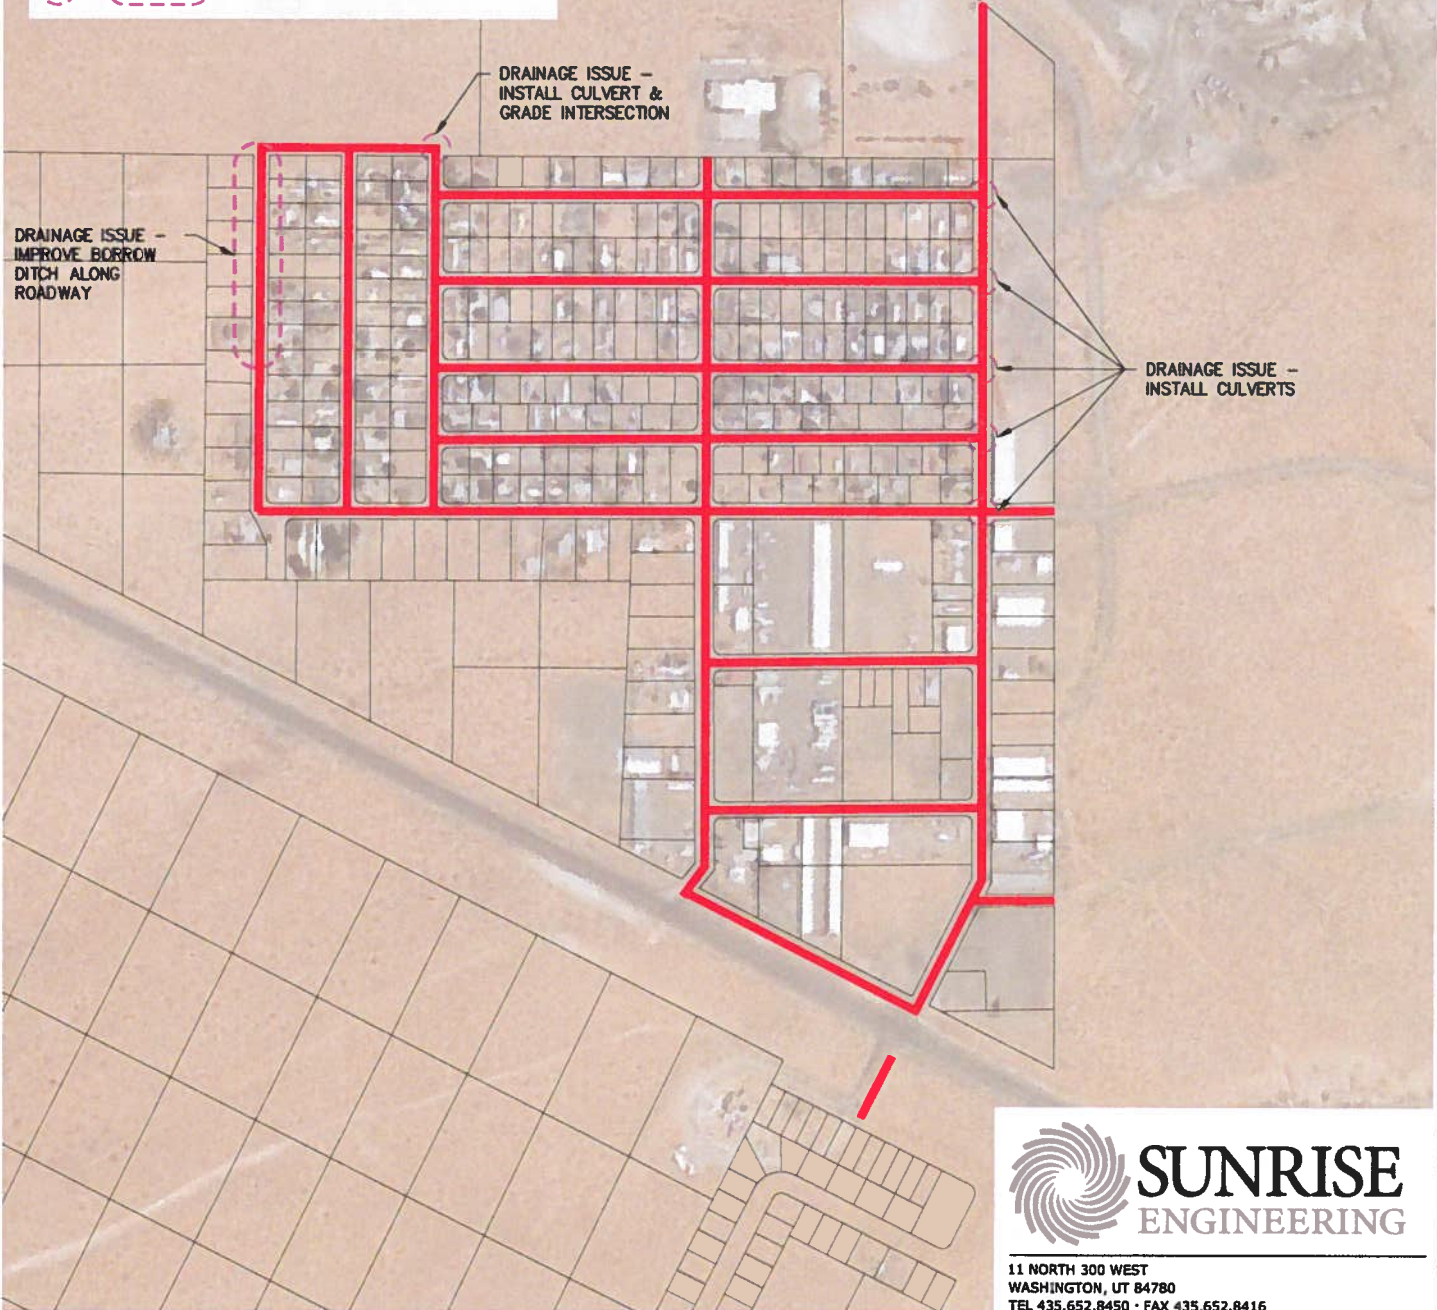 DRAINAGE ISSUE -
INSTALL CULVERT &
GRADE INTERSECTION
DRAINAGE ISSUE -
IMPROVE BORROW
DITCH ALONG
ROADWAY
DRAINAGE ISSUE -
INSTALL CULVERTS
SUNRISE
ENGINEERING
11 NORTH 300 WEST
WASHINGTON, UT 84780
TEL 435.652.8450 · FAX 435.652.8416